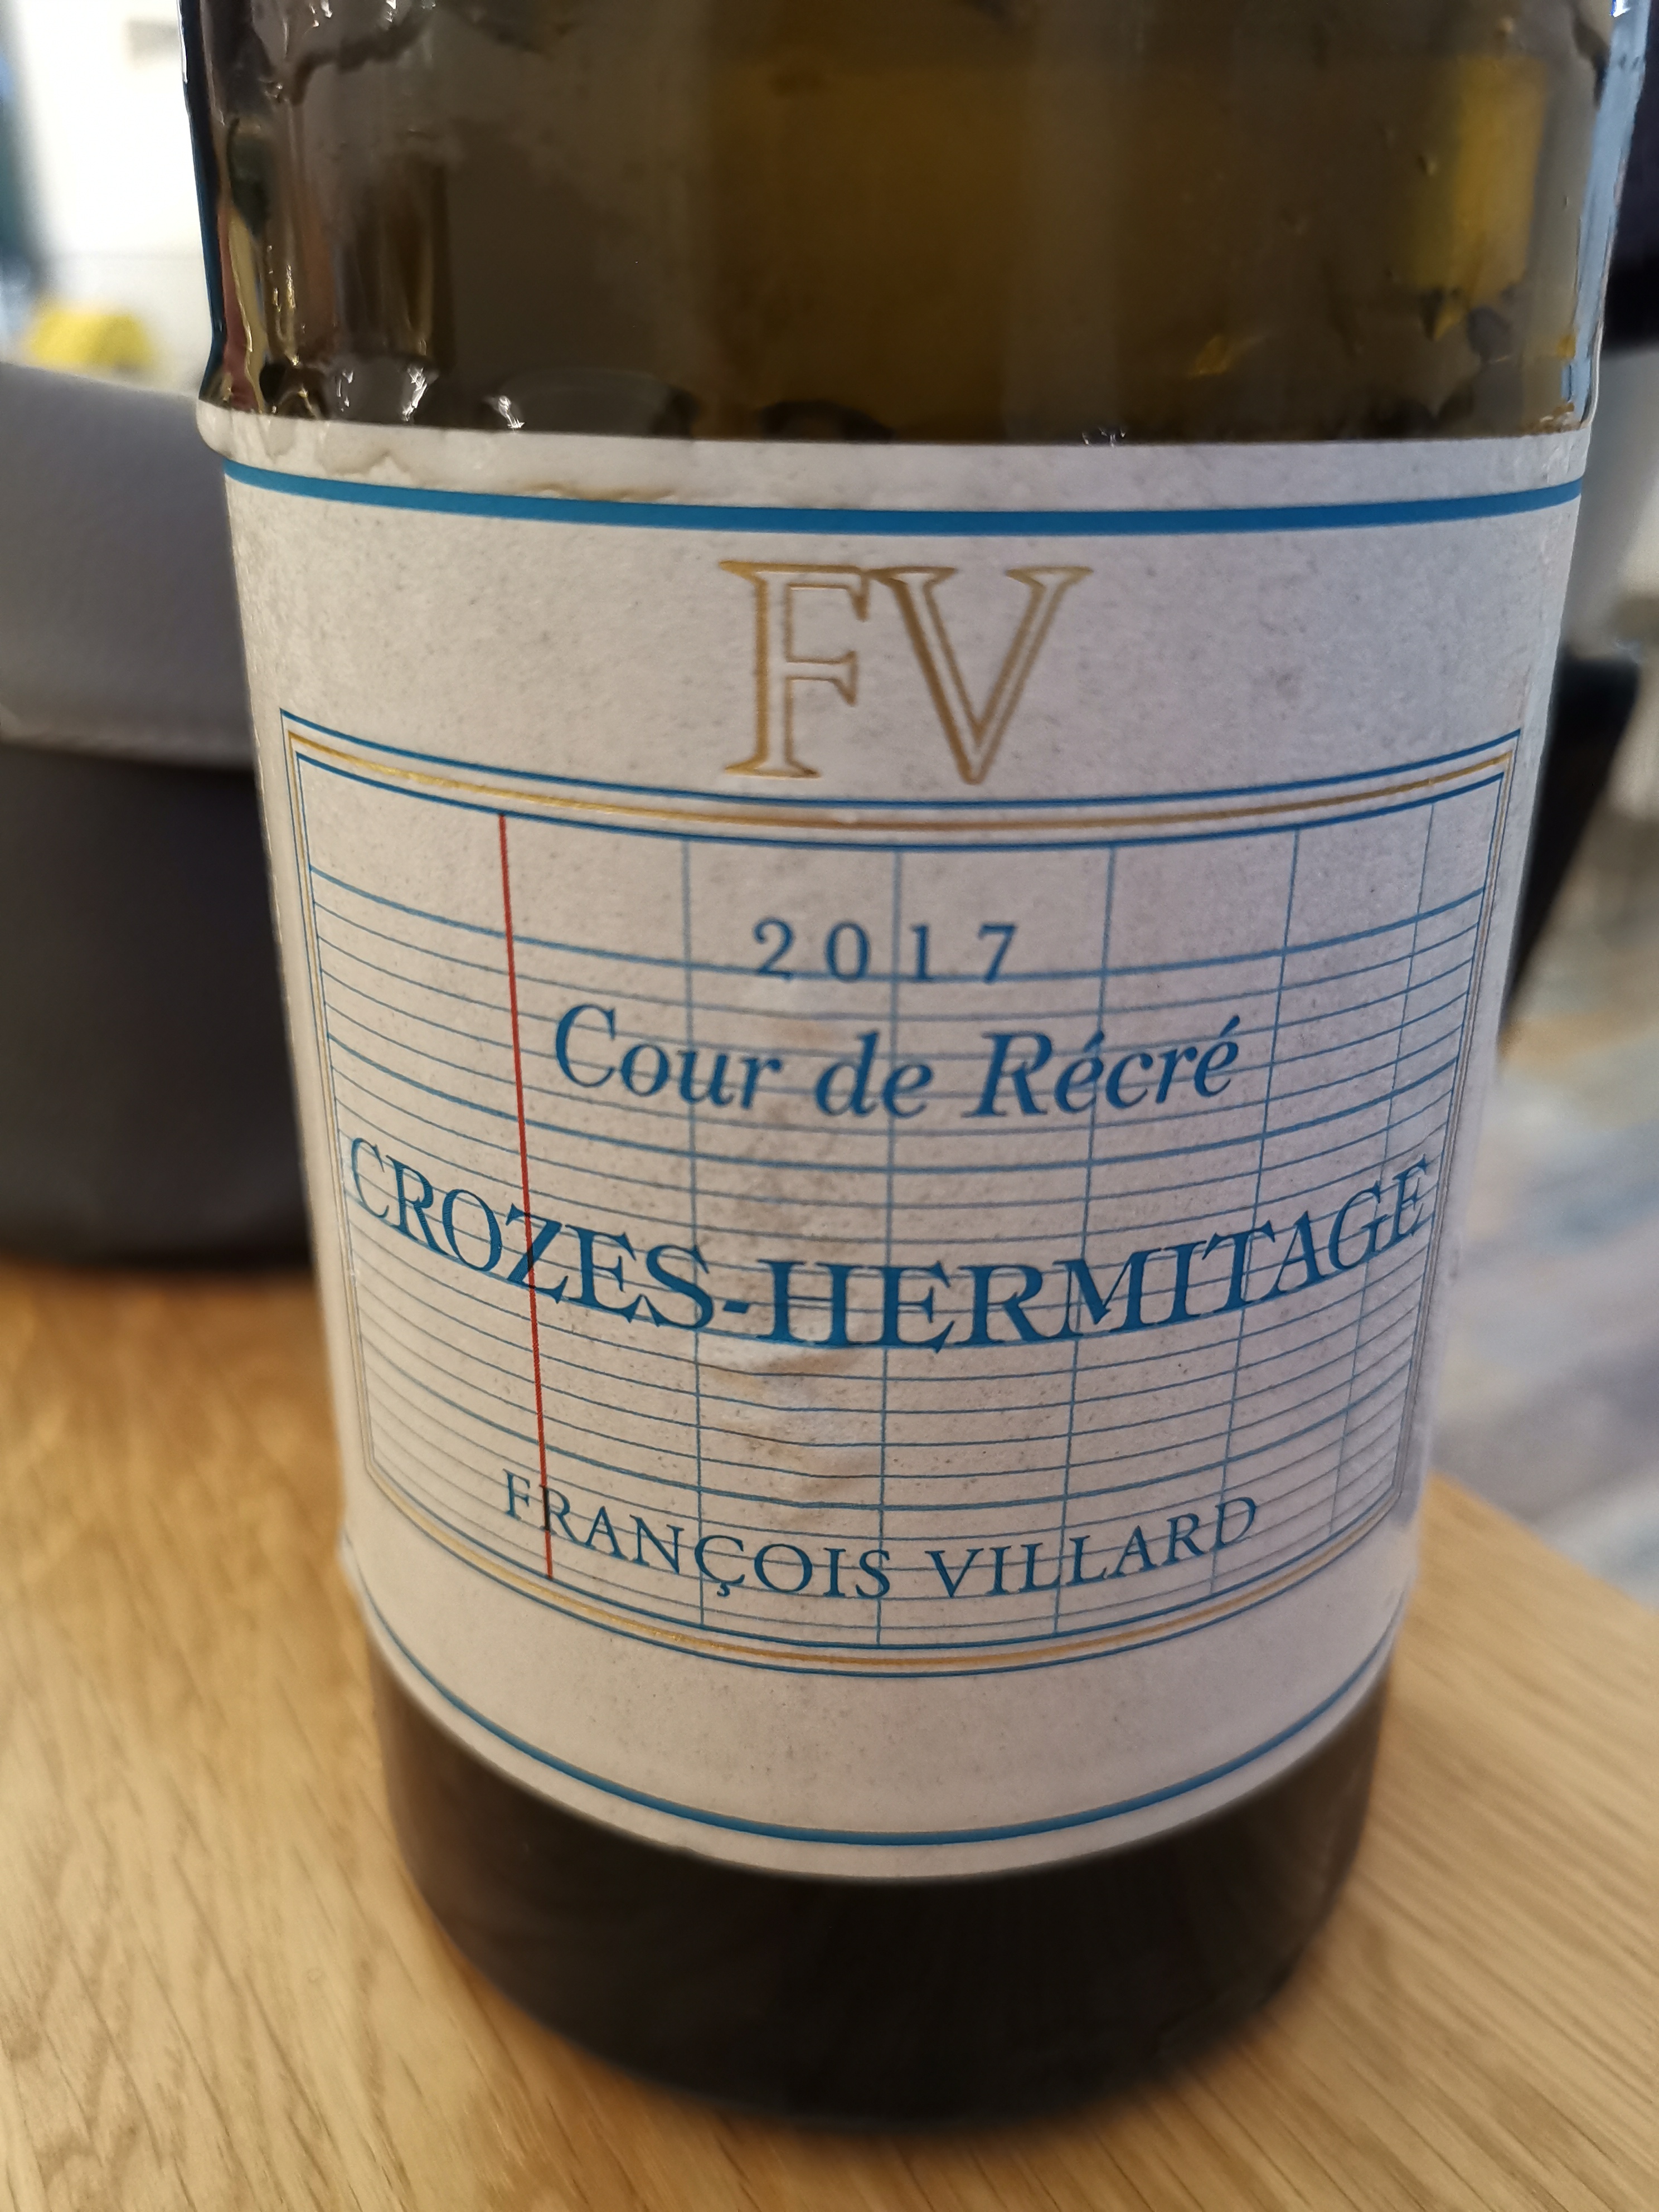 FV
2017
Cour de Récré
CROZES-HERMITAGE
FRANÇOIS VILLARD